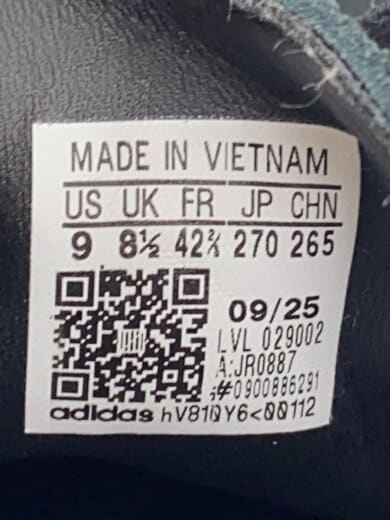 MADE IN VIETNAM
US UK FR JP CHN
9 8½ 42⅔ 270 265
09/25
LVL 029002
A:JR0887
#0900886291
adidas hV81QY6<00112